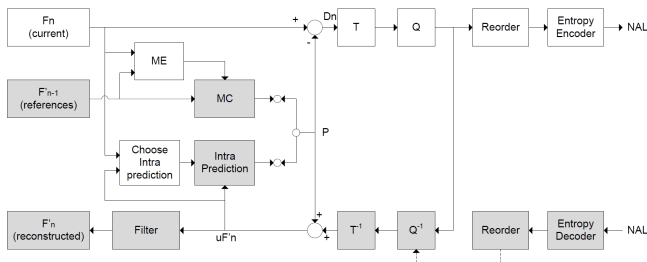 Fn
(current)
+
-
Dn
T
Q
Reorder
Entropy
Encoder
NAL
ME
F'n-1
(references)
MC
P
Choose
Intra
prediction
Intra
Prediction
F'n
(reconstructed)
Filter
uF'n
+
+
T-1
Q-1
Reorder
Entropy
Decoder
NAL